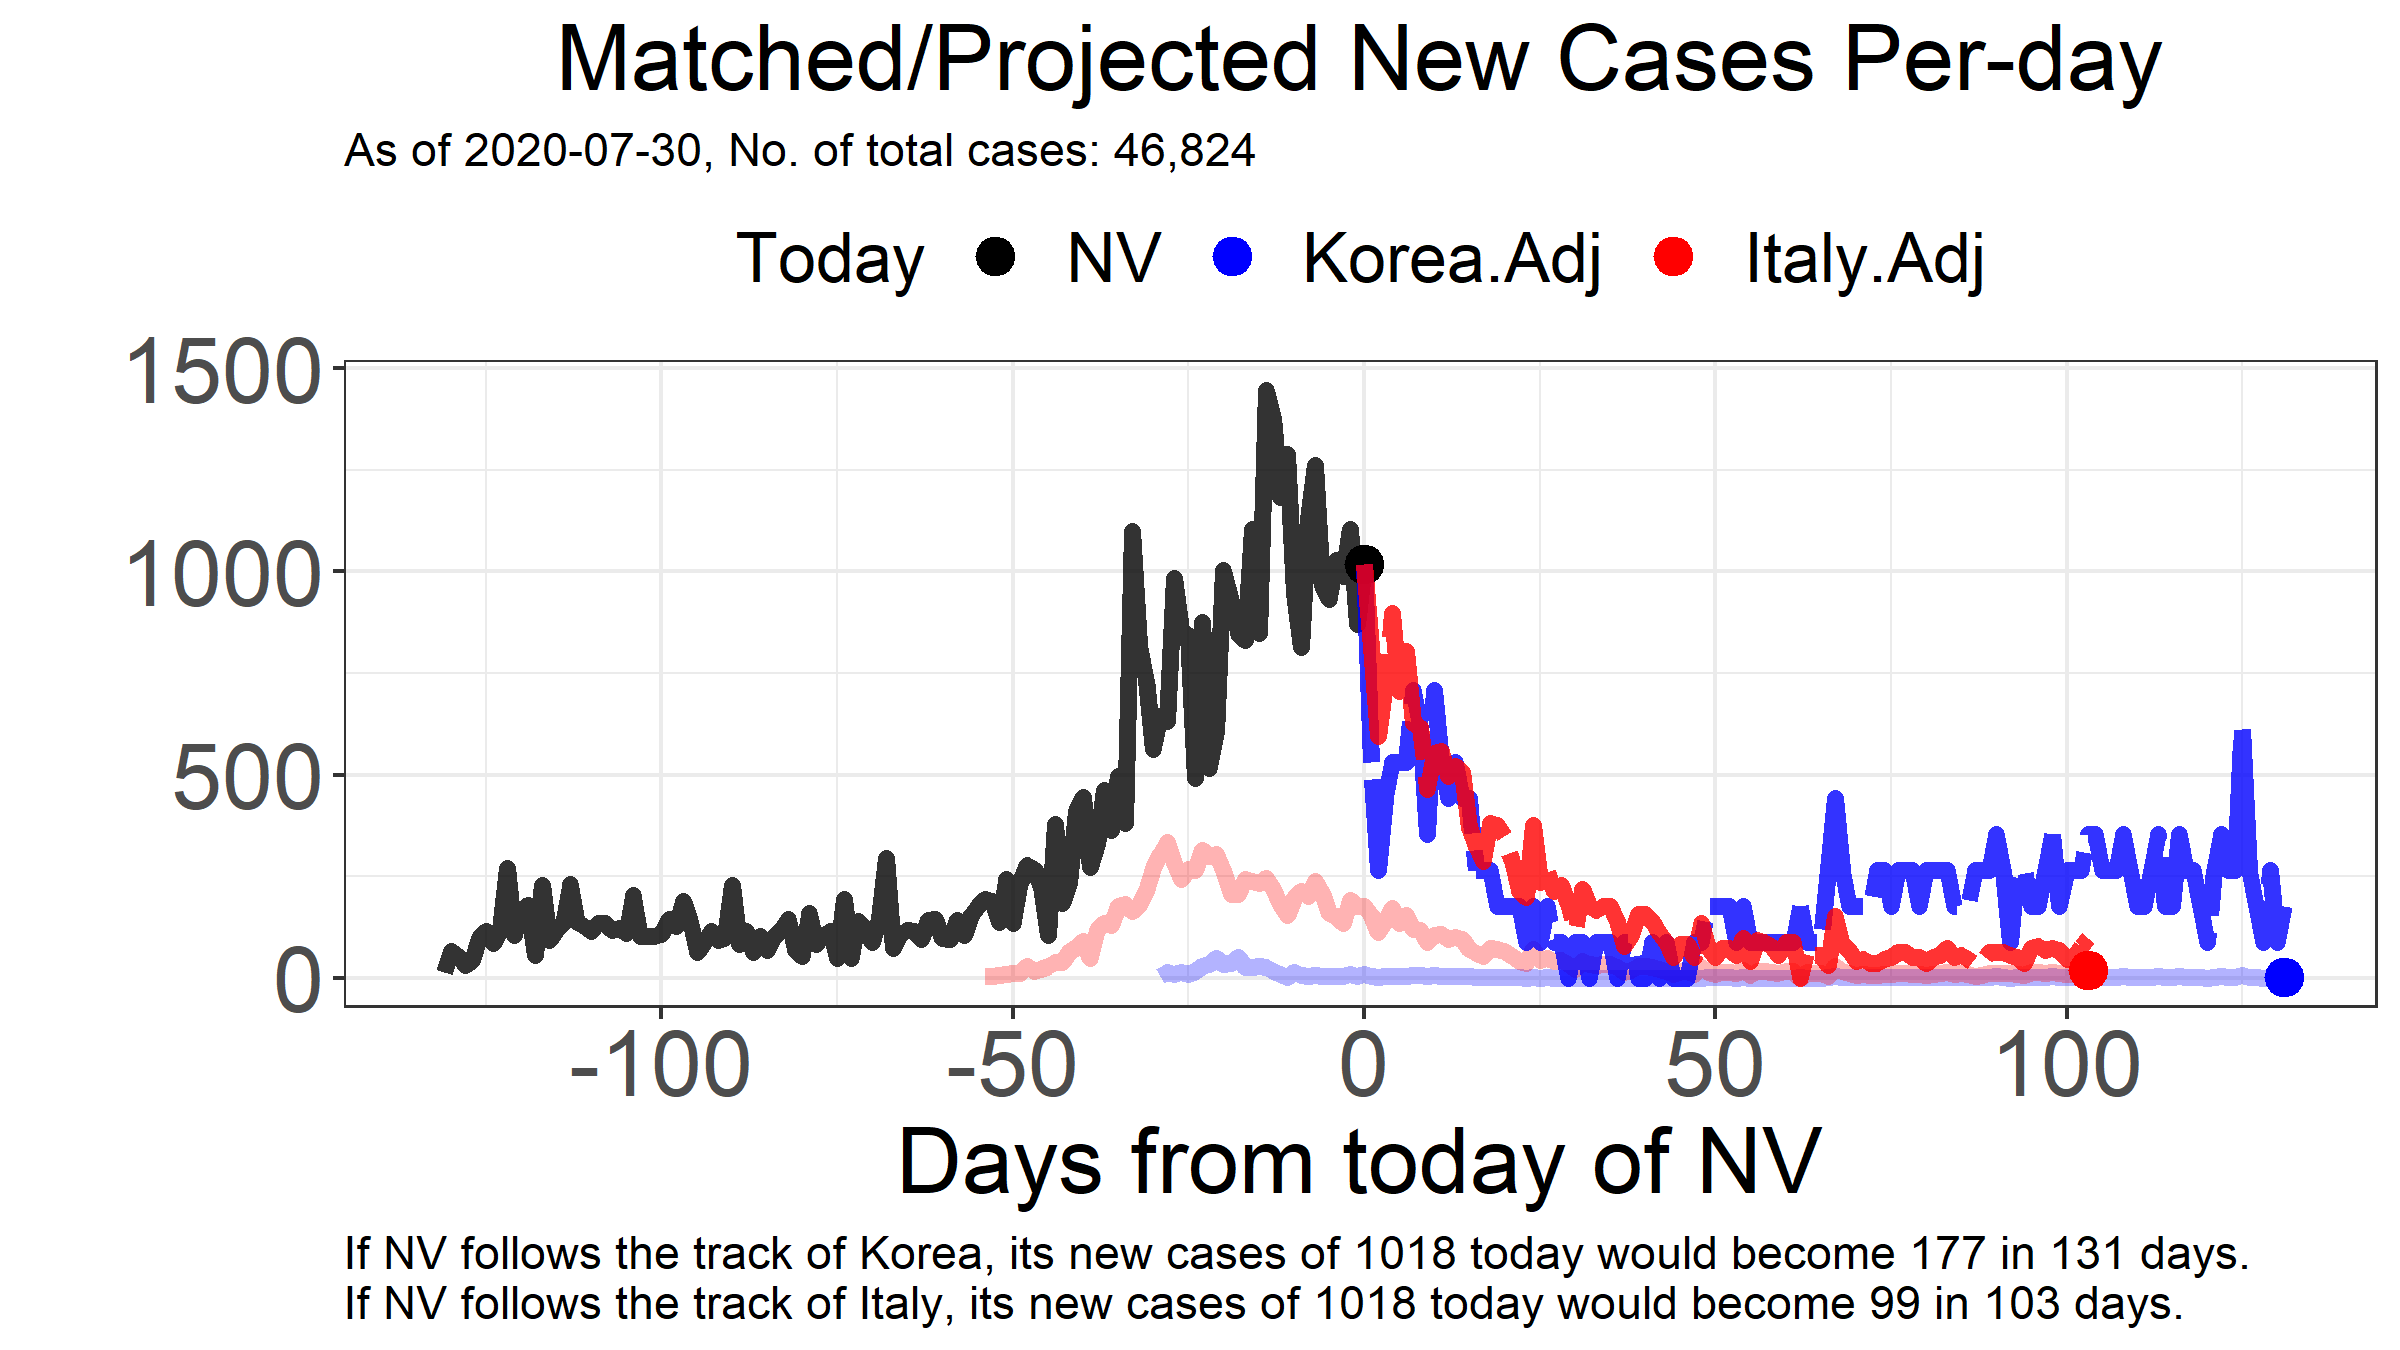 Matched/Projected New Cases Per-day
As of 2020-07-30, No. of total cases: 46,824
Today NV Korea.Adj Italy.Adj
1500
1000
500
0
-100 -50 0 50 100
Days from today of NV
If NV follows the track of Korea, its new cases of 1018 today would become 177 in 131 days.
If NV follows the track of Italy, its new cases of 1018 today would become 99 in 103 days.